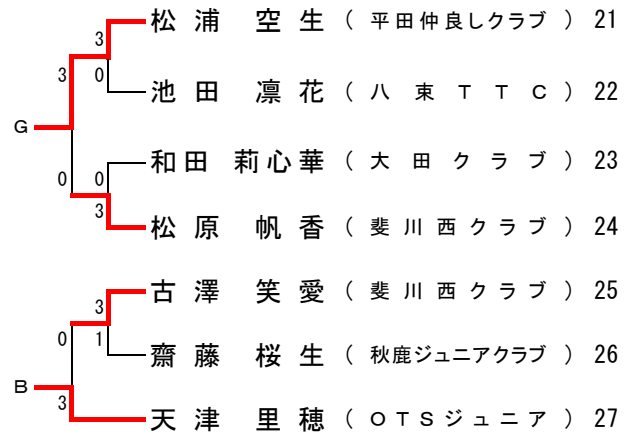 3 松浦 空生 ( 平田仲良しクラブ ) 21
3 0 池田 凛花 ( 八束TTC ) 22
G
0 0 和田 莉心華 ( 大田クラブ ) 23
3 松原 帆香 ( 斐川西クラブ ) 24
3 古澤 笑愛 ( 斐川西クラブ ) 25
0 1 齋藤 桜生 ( 秋鹿ジュニアクラブ ) 26
B
3 天津 里穂 ( OTSジュニア ) 27